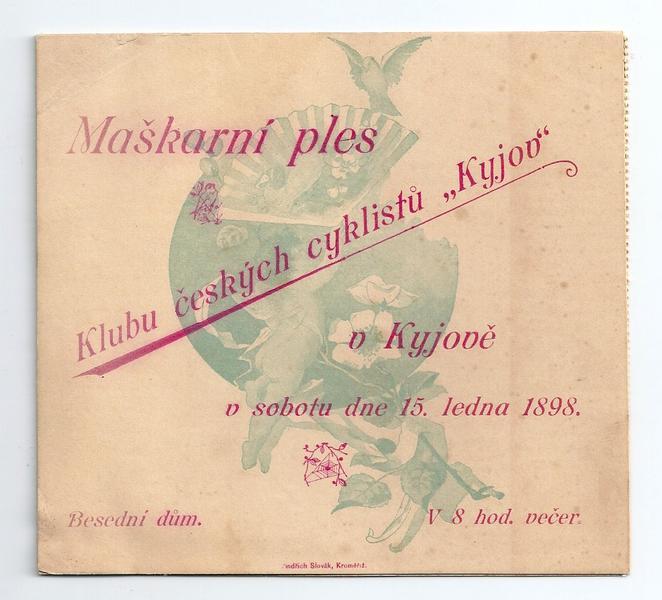 Maškarní ples
Klubu českých cyklistů „Kyjov“
v Kyjově
v sobotu dne 15. ledna 1898.
Besední dům.
V 8 hod. večer.
Jindřich Slovák, Kroměříž.